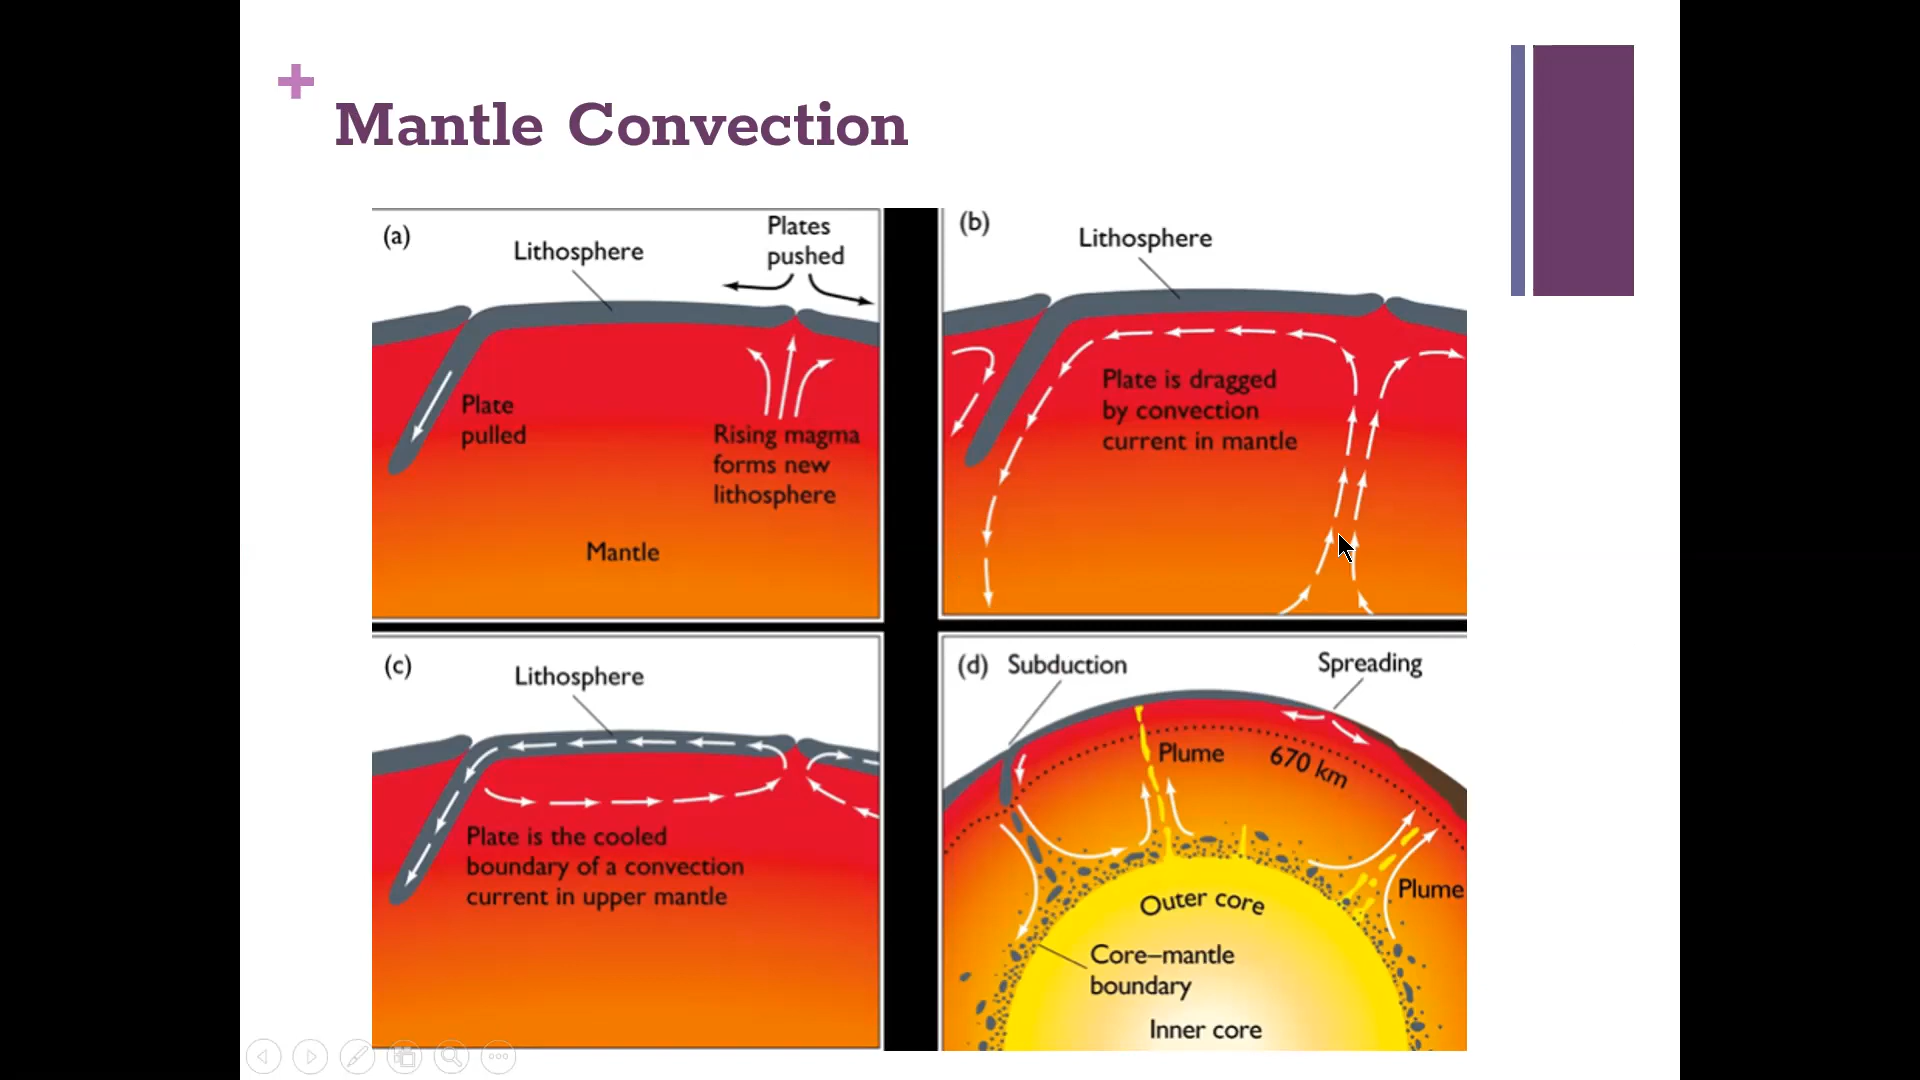 Mantle Convection
(a)
Lithosphere
Plates
pushed
Plate
pulled
Rising magma
forms new
lithosphere
Mantle
(b)
Lithosphere
Plate is dragged
by convection
current in mantle
(c)
Lithosphere
Plate is the cooled
boundary of a convection
current in upper mantle
(d)
Subduction
Spreading
Plume
670 km
Plume
Outer core
Core–mantle
boundary
Inner core